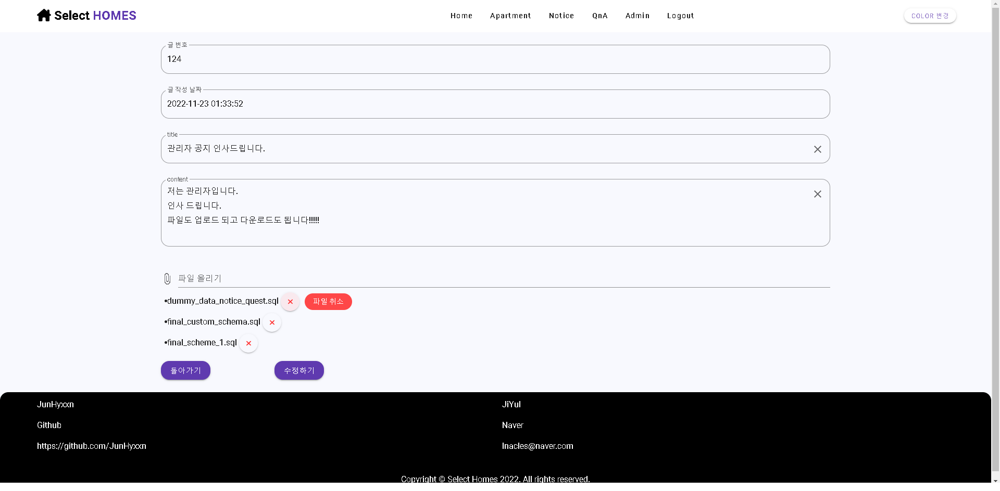 Select HOMES
Home Apartment Notice QnA Admin Logout
COLOR 변경
글 번호
124
글 작성 날짜
2022-11-23 01:33:52
title
관리자 공지 인사드립니다.
content
저는 관리자입니다.
인사 드립니다.
파일도 업로드 되고 다운로드도 됩니다!!!!!
파일 올리기
•dummy_data_notice_quest.sql
파일 취소
•final_custom_schema.sql
•final_scheme_1.sql
돌아가기 수정하기
JunHyxxn
Github
https://github.com/JunHyxxn
JiYul
Naver
lnacles@naver.com
Copyright © Select Homes 2022. All rights reserved.